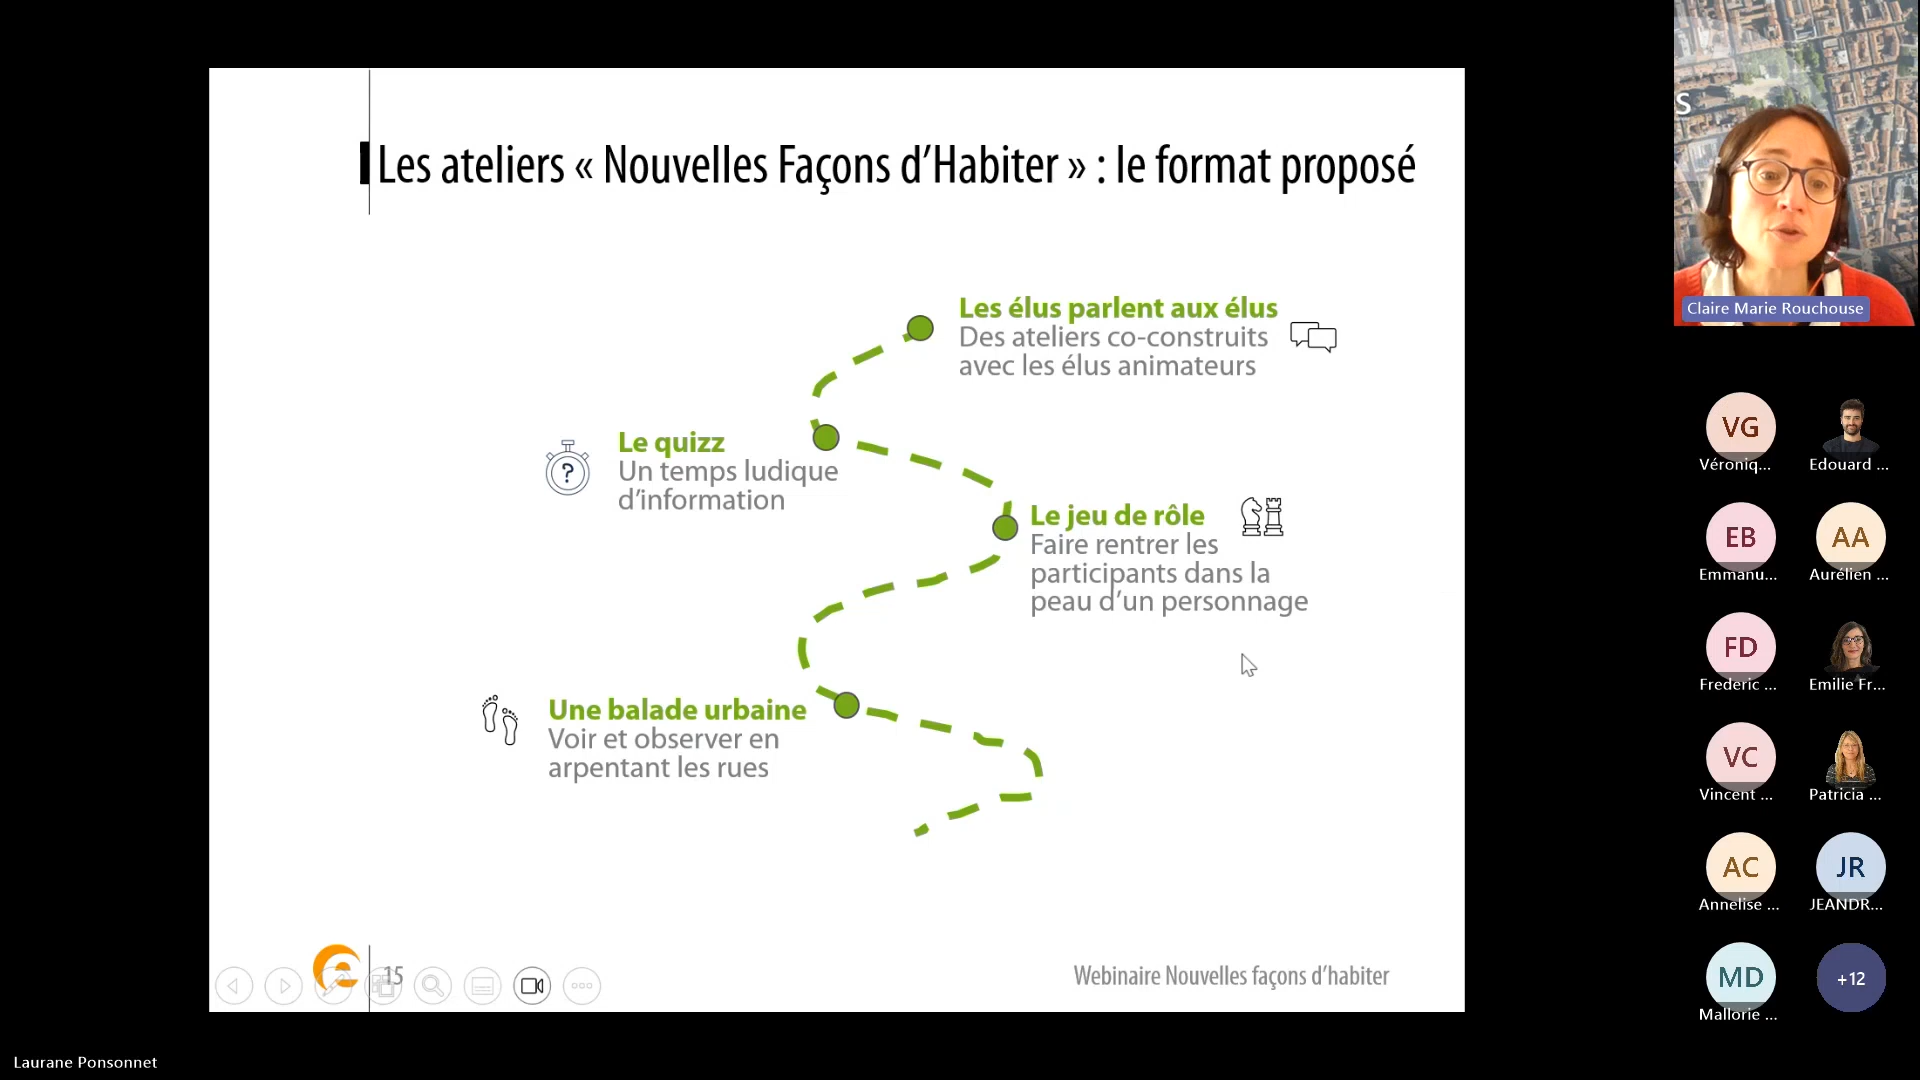 Les ateliers « Nouvelles Façons d’Habiter » : le format proposé
Les élus parlent aux élus
Des ateliers co-construits
avec les élus animateurs
Le quizz
Un temps ludique
d’information
?
Le jeu de rôle
Faire rentrer les
participants dans la
peau d’un personnage
Une balade urbaine
Voir et observer en
arpentant les rues
15
Webinaire Nouvelles façons d’habiter
Laurane Ponsonnet
S
Claire Marie Rouchouse
VG
Véroniq...
Edouard ...
EB
Emmanu...
AA
Aurélien ...
FD
Frederic ...
Emilie Fr...
VC
Vincent ...
Patricia ...
AC
Annelise ...
JR
JEANDR...
MD
Mallorie ...
+12